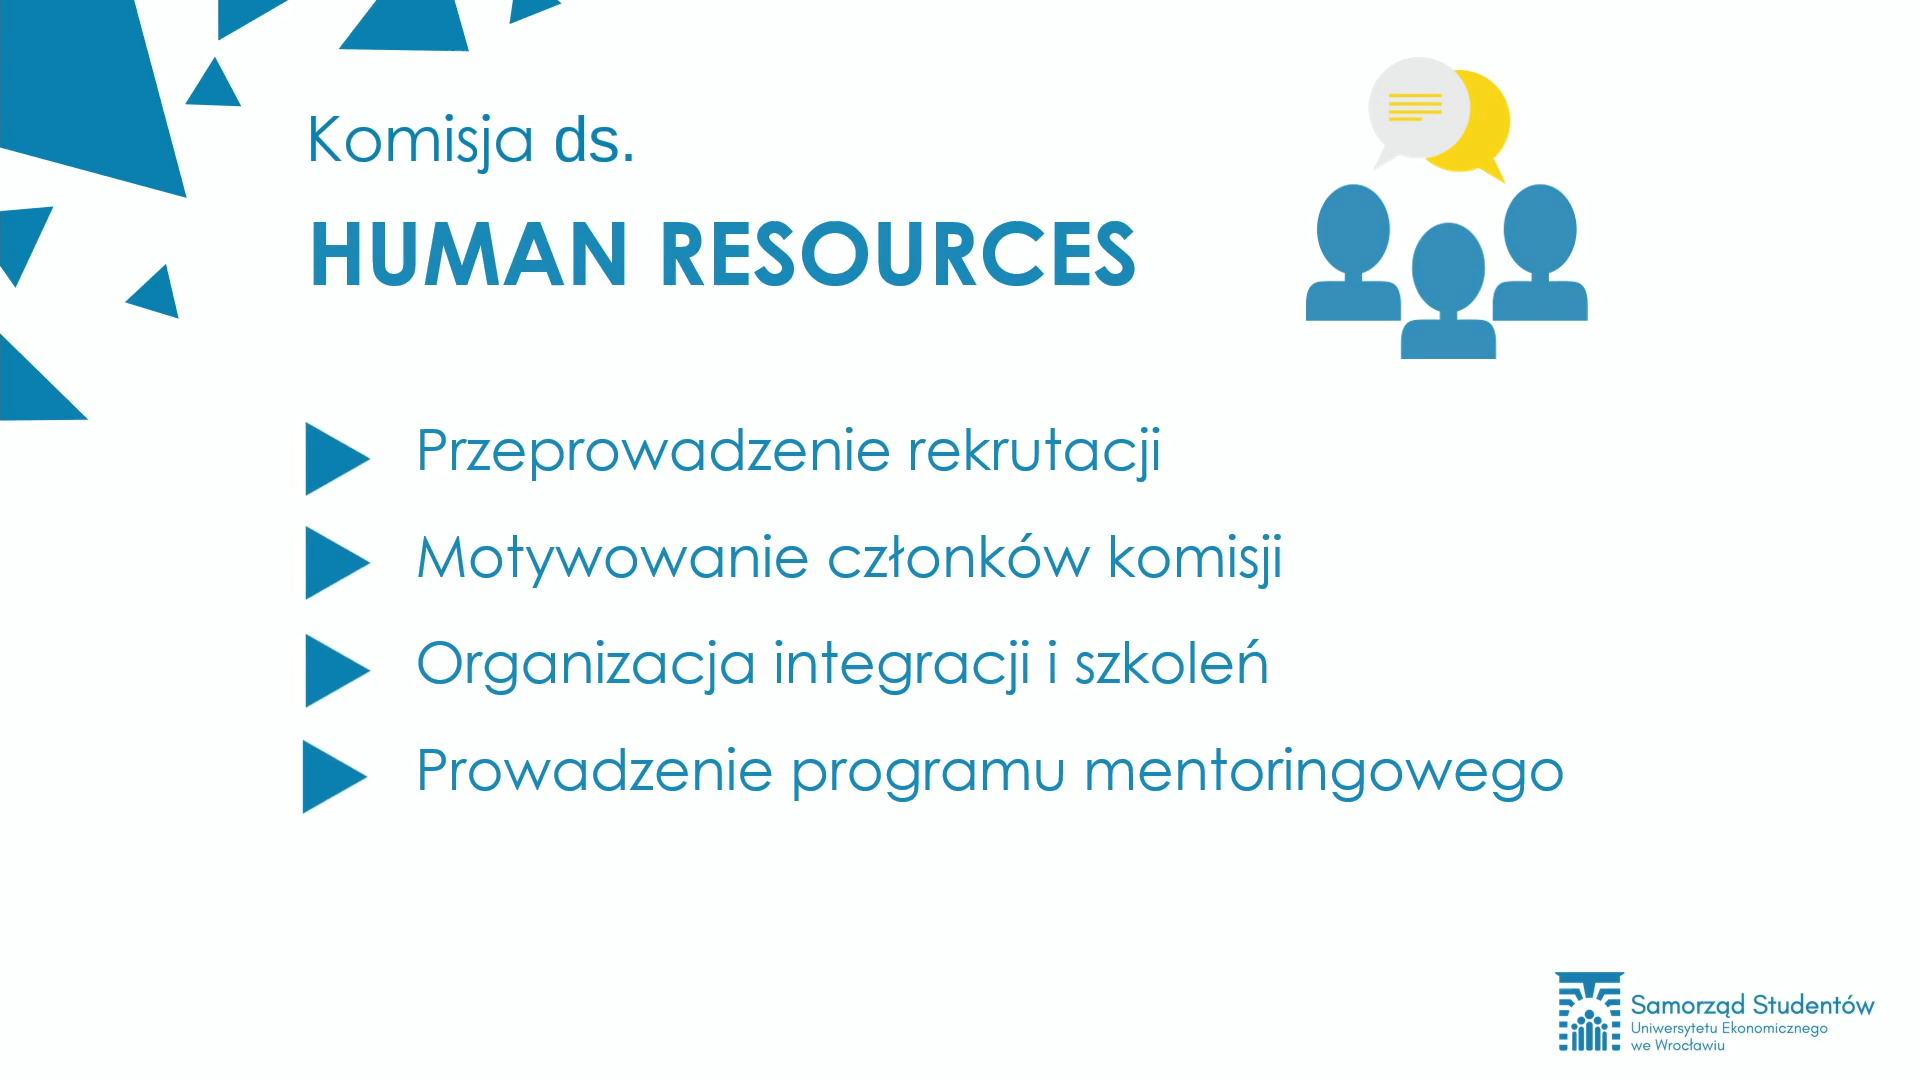 Komisja ds.
HUMAN RESOURCES
Przeprowadzenie rekrutacji
Motywowanie członków komisji
Organizacja integracji i szkoleń
Prowadzenie programu mentoringowego
Samorząd Studentów
Uniwersytetu Ekonomicznego
we Wrocławiu